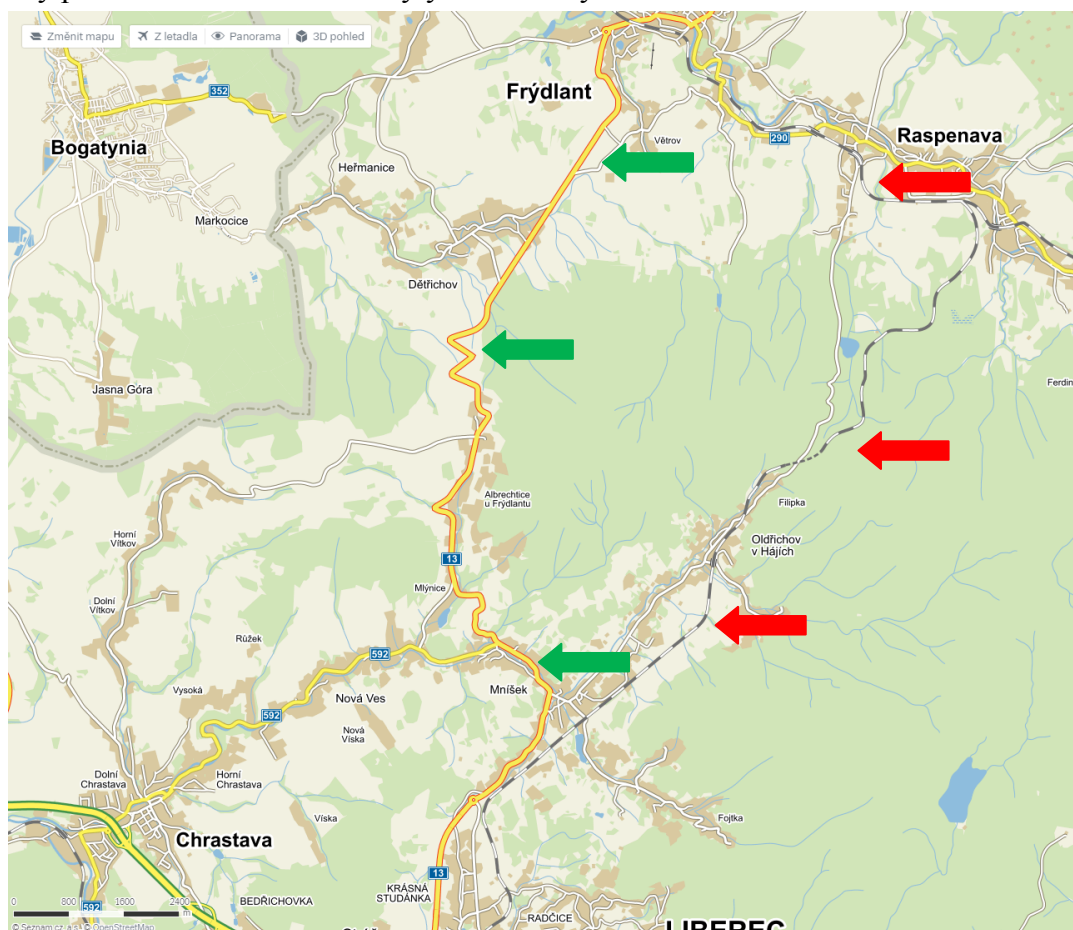 Změnit mapu
Z letadla
Panorama
3D pohled
352
Frýdlant
Bogatynia
Větrov
290
Raspenava
Heřmanice
Markocice
Dětřichov
Jasna Góra
Ferdin
Albrechtice
u Frýdlantu
Filipka
Horní
Vítkov
Oldřichov
v Hájích
13
Mlýnice
Dolní
Vítkov
Růžek
592
Vysoká
Nová Ves
Mníšek
592
Nová
Víska
Dolní
Chrastava
Horní
Chrastava
Víska
Fojtka
Chrastava
13
KRÁSNÁ
STUDÁNKA
0 800 1600 2400
m
592
BEDŘICHOVKA
RADČICE
LIBEREC
© Seznam.cz, a.s., © OpenStreetMap